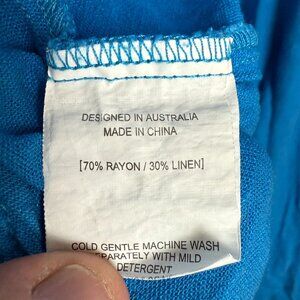 DESIGNED IN AUSTRALIA
MADE IN CHINA
[70% RAYON / 30% LINEN]
COLD GENTLE MACHINE WASH
SEPARATELY WITH MILD
DETERGENT